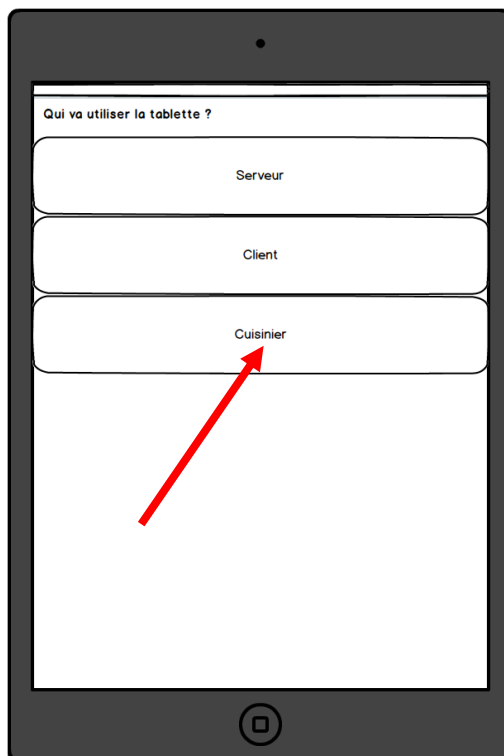 Qui va utiliser la tablette ?
Serveur
Client
Cuisinier